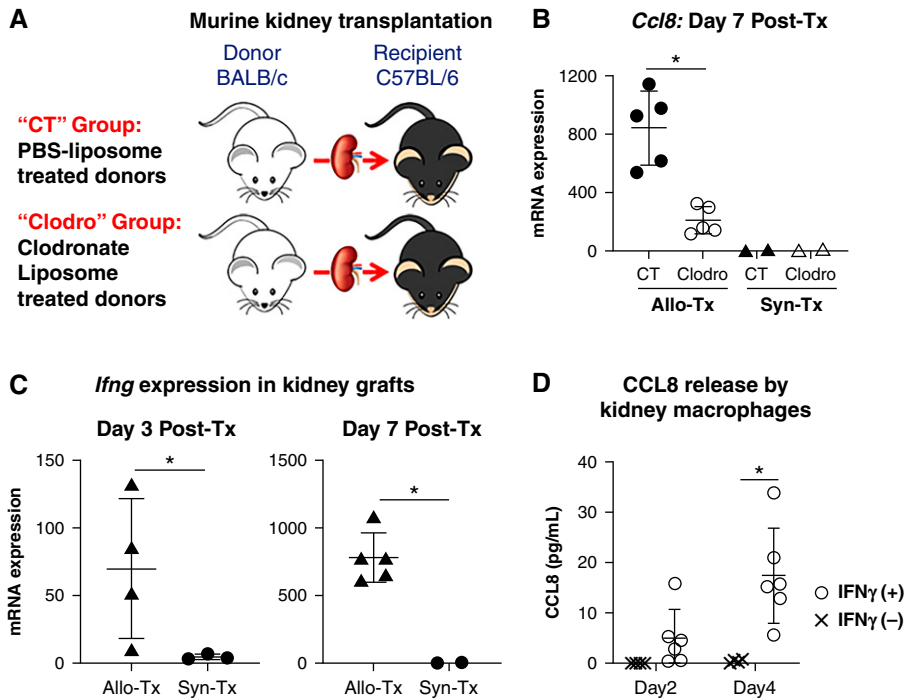 A
Murine kidney transplantation
Donor
BALB/c
Recipient
C57BL/6
"CT" Group:
PBS-liposome
treated donors
"Clodro" Group:
Clodronate
Liposome
treated donors
B
Ccl8: Day 7 Post-Tx
*
mRNA expression
1200
800
400
0
CT
Clodro
CT
Clodro
Allo-Tx
Syn-Tx
C
Ifng expression in kidney grafts
Day 3 Post-Tx
*
mRNA expression
150
100
50
0
Allo-Tx
Syn-Tx
Day 7 Post-Tx
*
1500
1000
500
0
Allo-Tx
Syn-Tx
D
CCL8 release by
kidney macrophages
*
CCL8 (pg/mL)
40
30
20
10
0
Day2
Day4
IFNγ (+)
IFNγ (−)